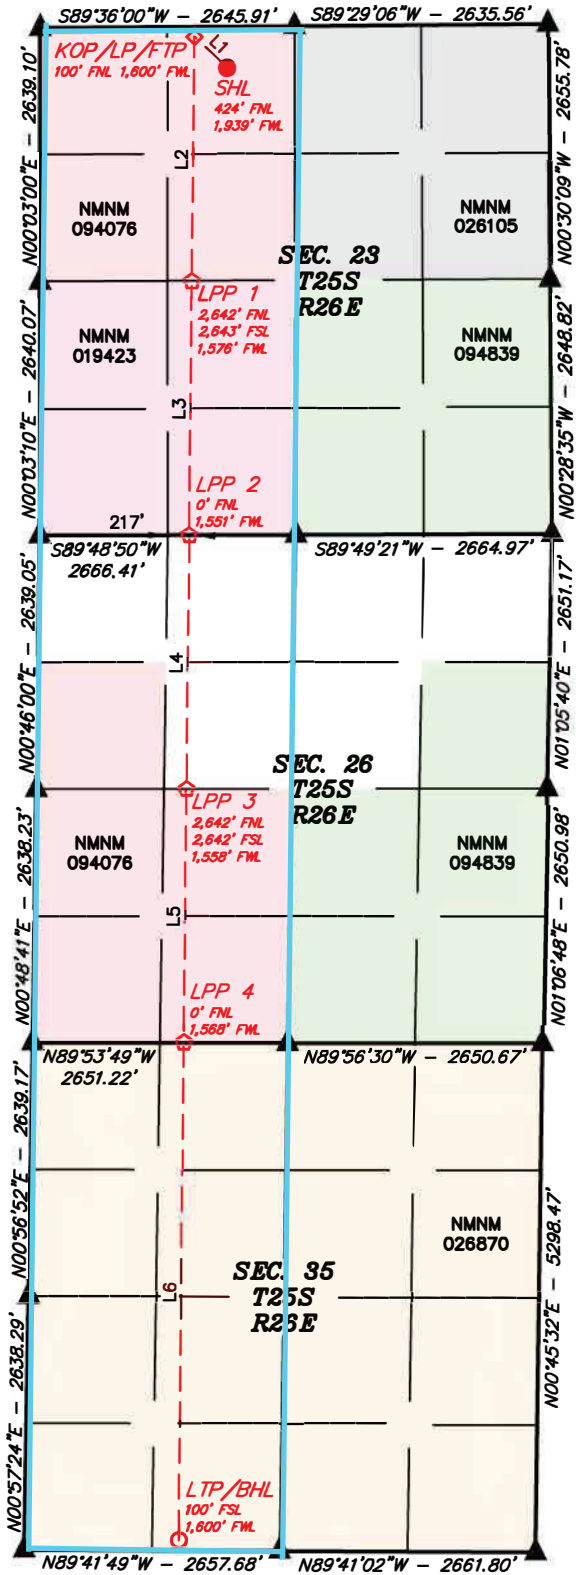 S89°36'00"W - 2645.91'
S89°29'06"W - 2635.56'
KOP/LP/FTP
100' FNL 1,600' FWL
L1
SHL
424' FNL
1,939' FWL
N00°03'00"E - 2639.10'
N00°30'09"W - 2655.78'
L2
NMNM
094076
NMNM
026105
SEC. 23
T25S
R26E
LPP 1
2,642' FNL
2,643' FSL
1,576' FWL
NMNM
019423
NMNM
094839
N00°03'10"E - 2640.07'
N00°28'35"W - 2648.82'
L3
LPP 2
0' FNL
1,551' FWL
217'
S89°48'50"W
2666.41'
S89°49'21"W - 2664.97'
N00°46'00"E - 2639.05'
N01°05'40"E - 2651.17'
L4
SEC. 26
T25S
R26E
LPP 3
2,642' FNL
2,642' FSL
1,558' FWL
NMNM
094076
NMNM
094839
N00°48'41"E - 2638.23'
N01°06'48"E - 2650.98'
L5
LPP 4
0' FNL
1,568' FWL
N89°53'49"W
2651.22'
N89°56'30"W - 2650.67'
N00°56'52"E - 2639.17'
NMNM
026870
SEC. 35
T25S
R26E
L6
N00°45'32"E - 5298.47'
N00°57'24"E - 2638.29'
LTP/BHL
100' FSL
1,600' FWL
N89°41'49"W - 2657.68'
N89°41'02"W - 2661.80'